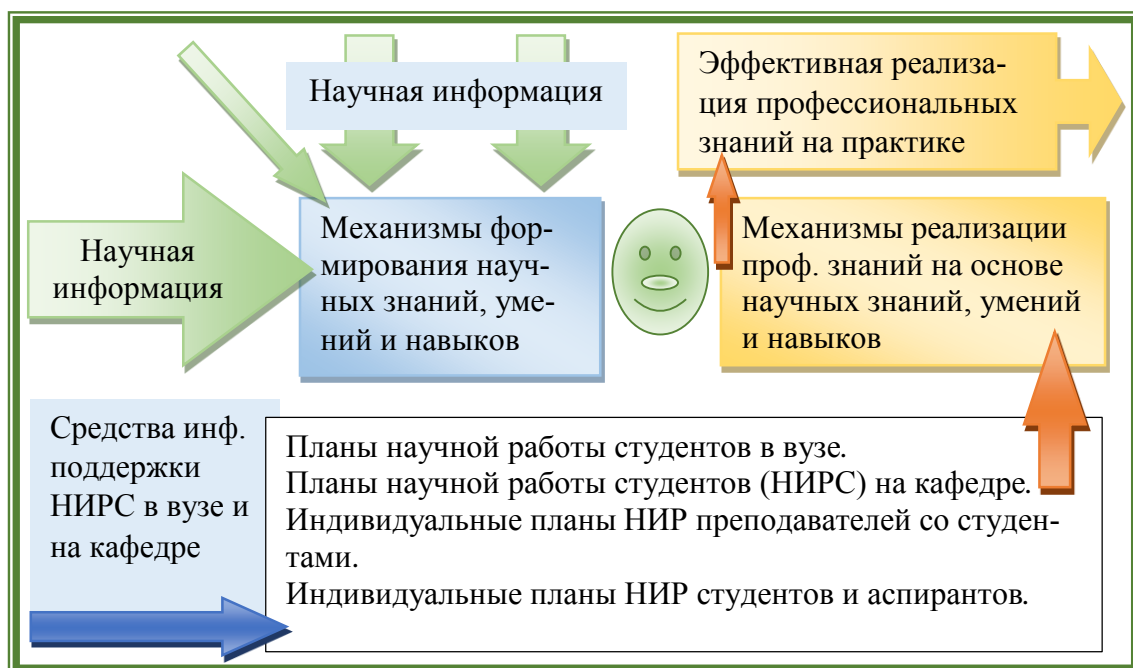 Научная информация
Эффективная реализа-
ция профессиональных
знаний на практике
Научная
информация
Механизмы фор-
мирования науч-
ных знаний, уме-
ний и навыков
Механизмы реализации
проф. знаний на основе
научных знаний, умений
и навыков
Средства инф.
поддержки
НИРС в вузе и
на кафедре
Планы научной работы студентов в вузе.
Планы научной работы студентов (НИРС) на кафедре.
Индивидуальные планы НИР преподавателей со студен-
тами.
Индивидуальные планы НИР студентов и аспирантов.